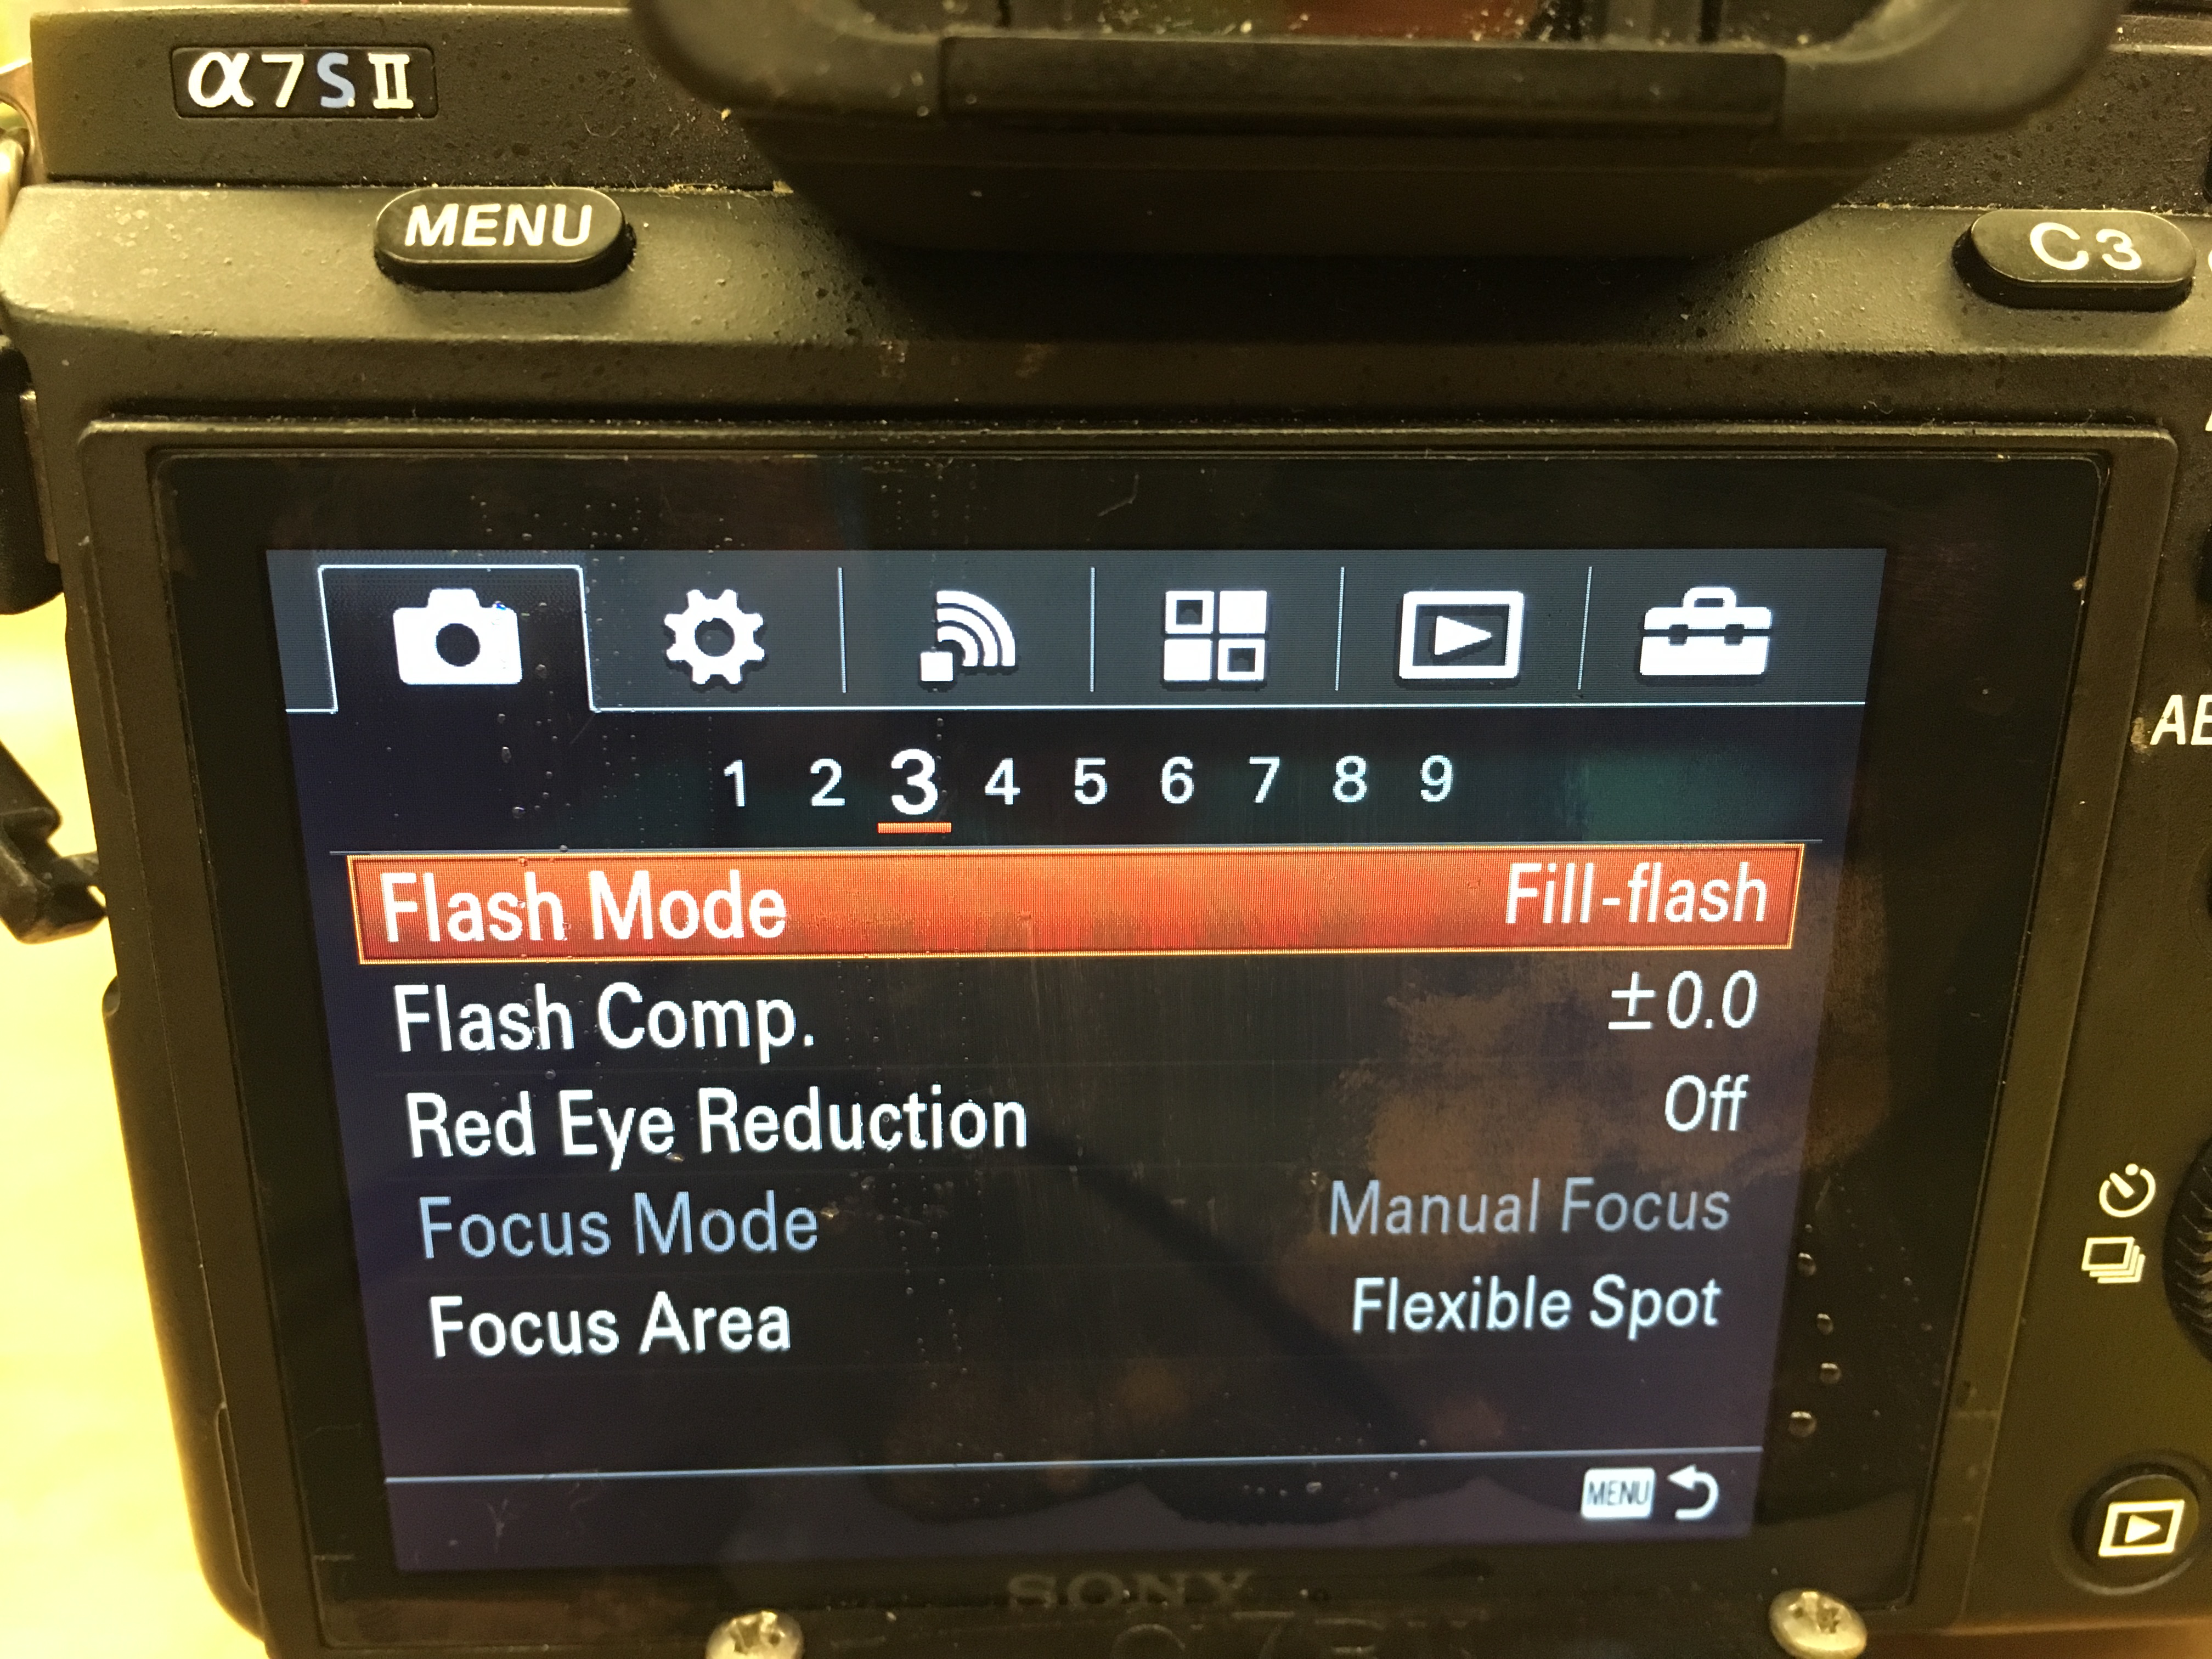 α7SII
MENU
C3
1 2 3 4 5 6 7 8 9
Flash Mode Fill-flash
Flash Comp. ±0.0
Red Eye Reduction Off
Focus Mode Manual Focus
Focus Area Flexible Spot
MENU
SONY